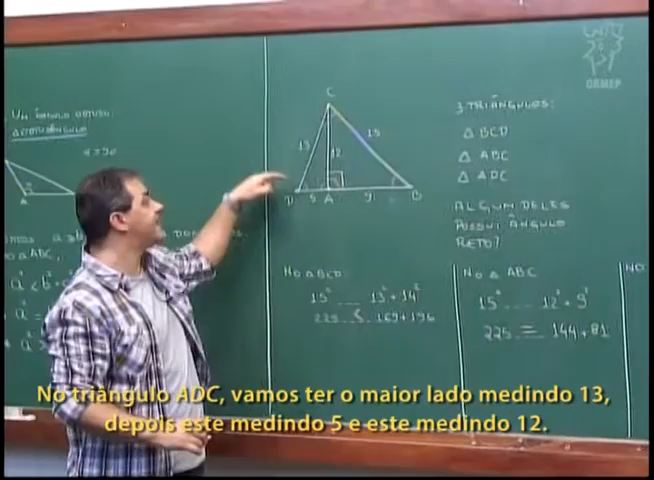 OBMEP
UM ÂNGULO OBTUSO:
C
13
12
15
D
5
A
9
B
3 TRIÂNGULOS:
Δ BCD
Δ ABC
Δ ADC
ALGUM DELES
POSSUI ÂNGULO
RETO?
NO Δ BCD:
15² 13² + 14²
225 < 169 + 196
NO Δ ABC
15² 12² + 9²
225 = 144 + 81
NO
No triângulo ADC, vamos ter o maior lado medindo 13,
depois este medindo 5 e este medindo 12.